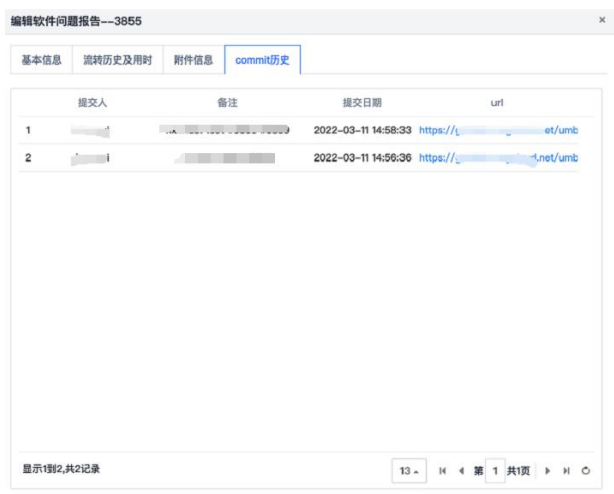 编辑软件问题报告--3855 ×
基本信息 流转历史及用时 附件信息 commit历史
提交人 备注 提交日期 url
1 2022-03-11 14:58:33 https:// et/umb
2 2022-03-11 14:56:36 https:// .net/umb
显示1到2,共2记录 13 第 1 共1页